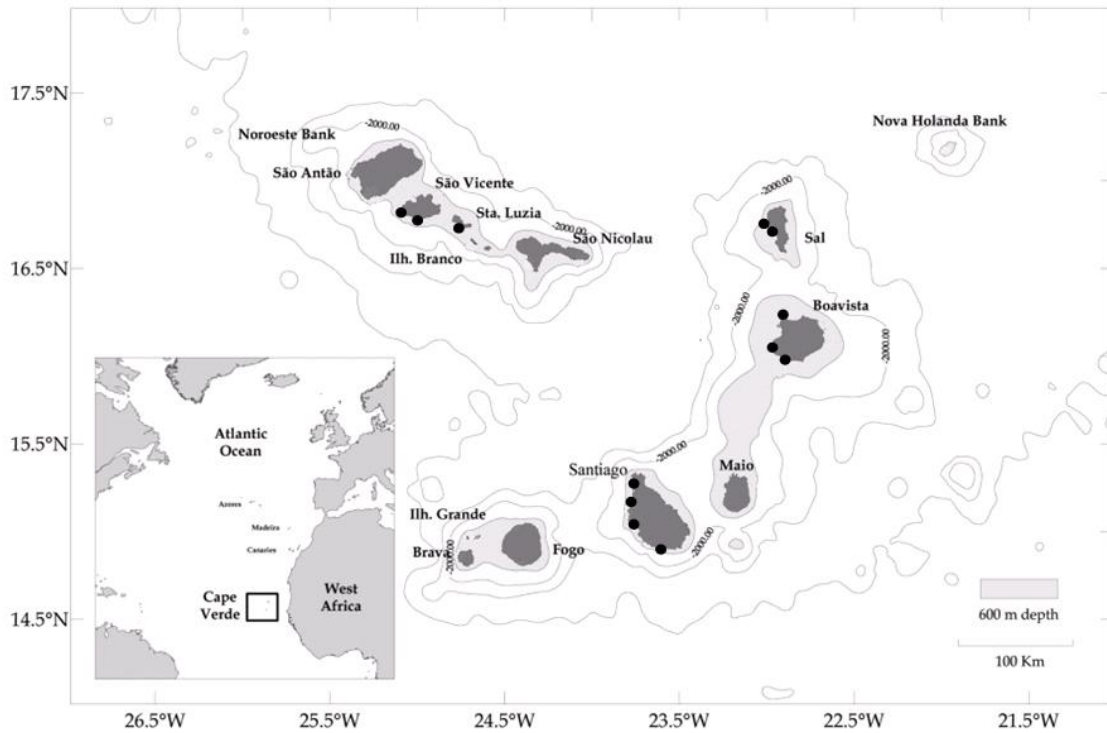 17.5°N
16.5°N
15.5°N
14.5°N
26.5°W
25.5°W
24.5°W
23.5°W
22.5°W
21.5°W
Noroeste Bank
-2000.00
São Antão
São Vicente
Sta. Luzia
-2000.00
São Nicolau
Ilh. Branco
Nova Holanda Bank
-2000.00
Sal
-2000.00
Boavista
-2000.00
-2000.00
Santiago
Maio
-2000.00
Ilh. Grande
Brava
-2000.00
Fogo
600 m depth
100 Km
Atlantic
Ocean
Azores
Madeira
Canaries
Cape
Verde
West
Africa